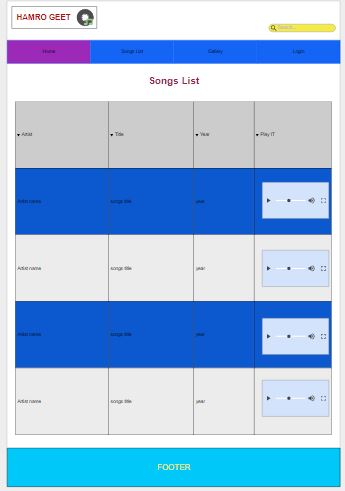 HAMRO GEET
Search...
Home Songs List Gallery Login
Songs List
Artist Title Year Play IT
Artist name songs title year
Artist name songs title year
Artist name songs title year
Artist name songs title year
FOOTER